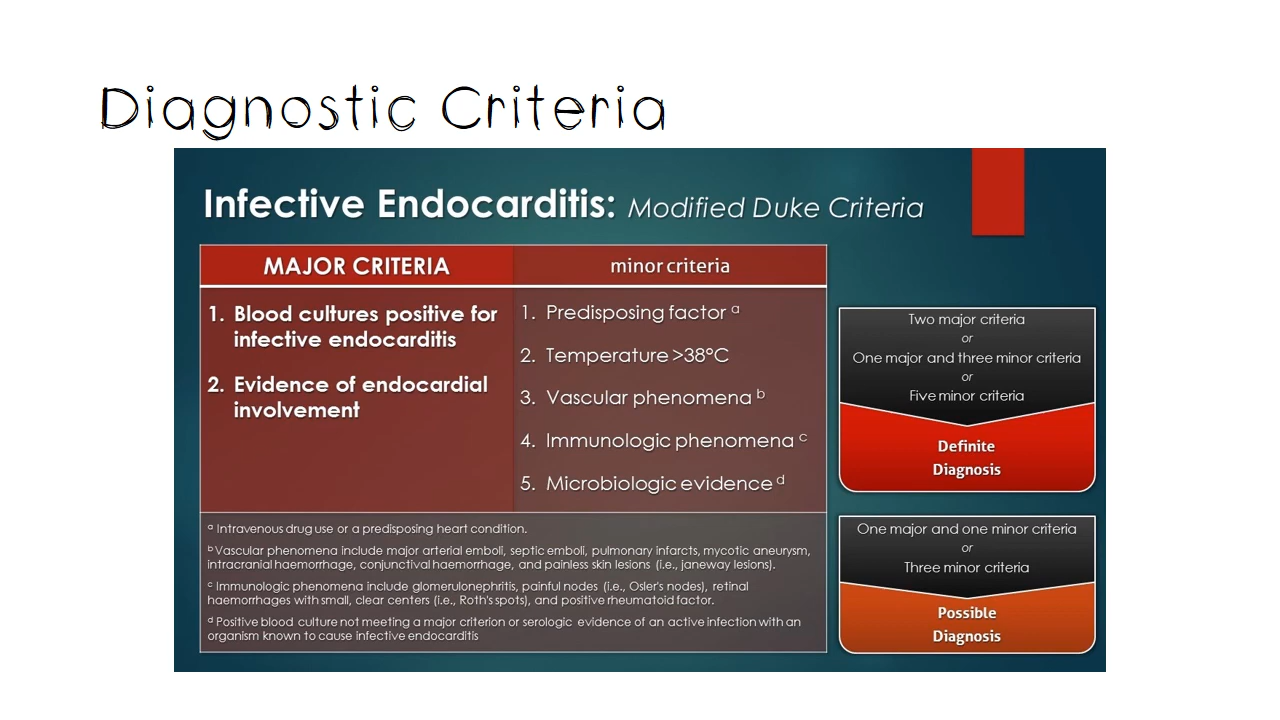 Diagnostic Criteria
Infective Endocarditis: Modified Duke Criteria
MAJOR CRITERIA
1. Blood cultures positive for
infective endocarditis
2. Evidence of endocardial
involvement
minor criteria
1. Predisposing factor a
2. Temperature >38°C
3. Vascular phenomena b
4. Immunologic phenomena c
5. Microbiologic evidence d
a Intravenous drug use or a predisposing heart condition.
b Vascular phenomena include major arterial emboli, septic emboli, pulmonary infarcts, mycotic aneurysm,
intracranial haemorrhage, conjunctival haemorrhage, and painless skin lesions (i.e., janeway lesions).
c Immunologic phenomena include glomerulonephritis, painful nodes (i.e., Osler's nodes), retinal
haemorrhages with small, clear centers (i.e., Roth's spots), and positive rheumatoid factor.
d Positive blood culture not meeting a major criterion or serologic evidence of an active infection with an
organism known to cause infective endocarditis
Two major criteria
or
One major and three minor criteria
or
Five minor criteria
Definite
Diagnosis
One major and one minor criteria
or
Three minor criteria
Possible
Diagnosis